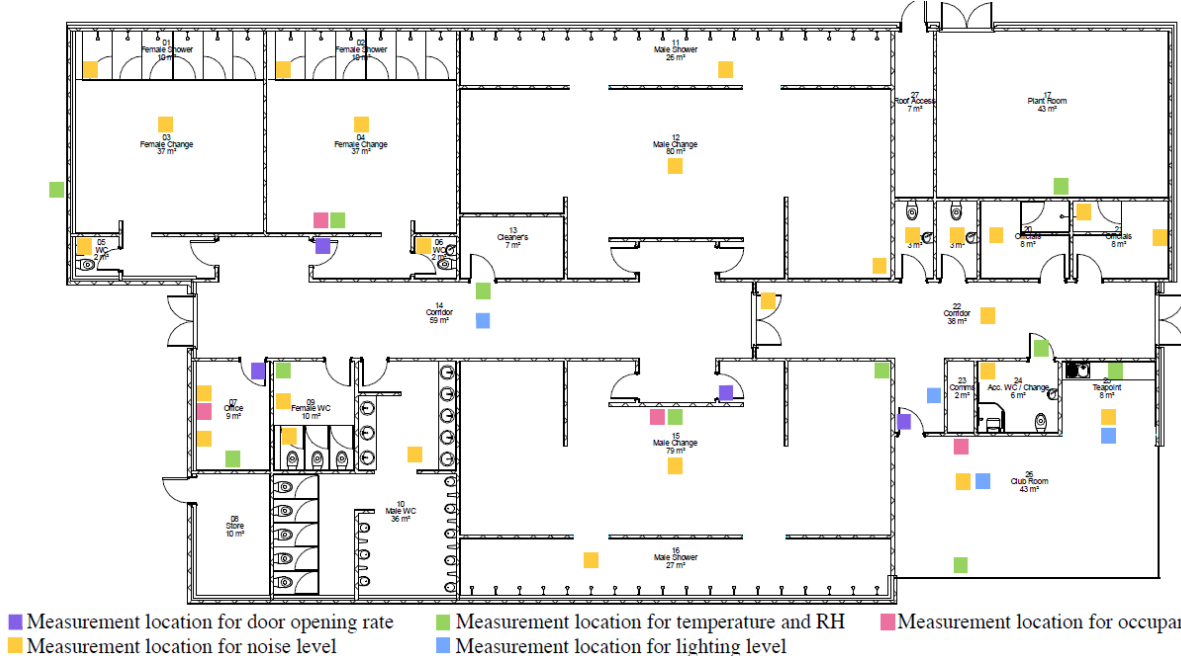 01
Female Shower
10 m²
02
Female Shower
10 m²
11
Male Shower
26 m²
27
Roof Access
7 m²
17
Plant Room
43 m²
03
Female Change
37 m²
04
Female Change
37 m²
12
Male Change
80 m²
05
WC
2 m²
06
WC
2 m²
13
Cleaner's
7 m²
3 m²
3 m²
20
Officials
8 m²
Officials
8 m²
14
Corridor
59 m²
22
Corridor
38 m²
07
Office
9 m²
09
Female WC
10 m²
15
Male Change
79 m²
23
Comms
2 m²
24
Acc. WC / Change
6 m²
25
Teapoint
8 m²
08
Store
10 m²
10
Male WC
36 m²
16
Male Shower
27 m²
26
Club Room
43 m²
Measurement location for door opening rate
Measurement location for temperature and RH
Measurement location for occupan
Measurement location for noise level
Measurement location for lighting level